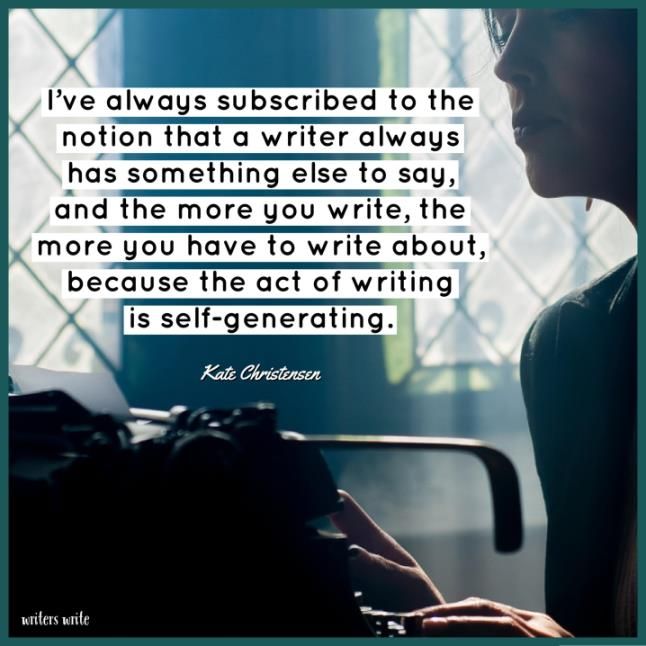 I've always subscribed to the
notion that a writer always
has something else to say,
and the more you write, the
more you have to write about,
because the act of writing
is self-generating.
Kate Christensen
writers write